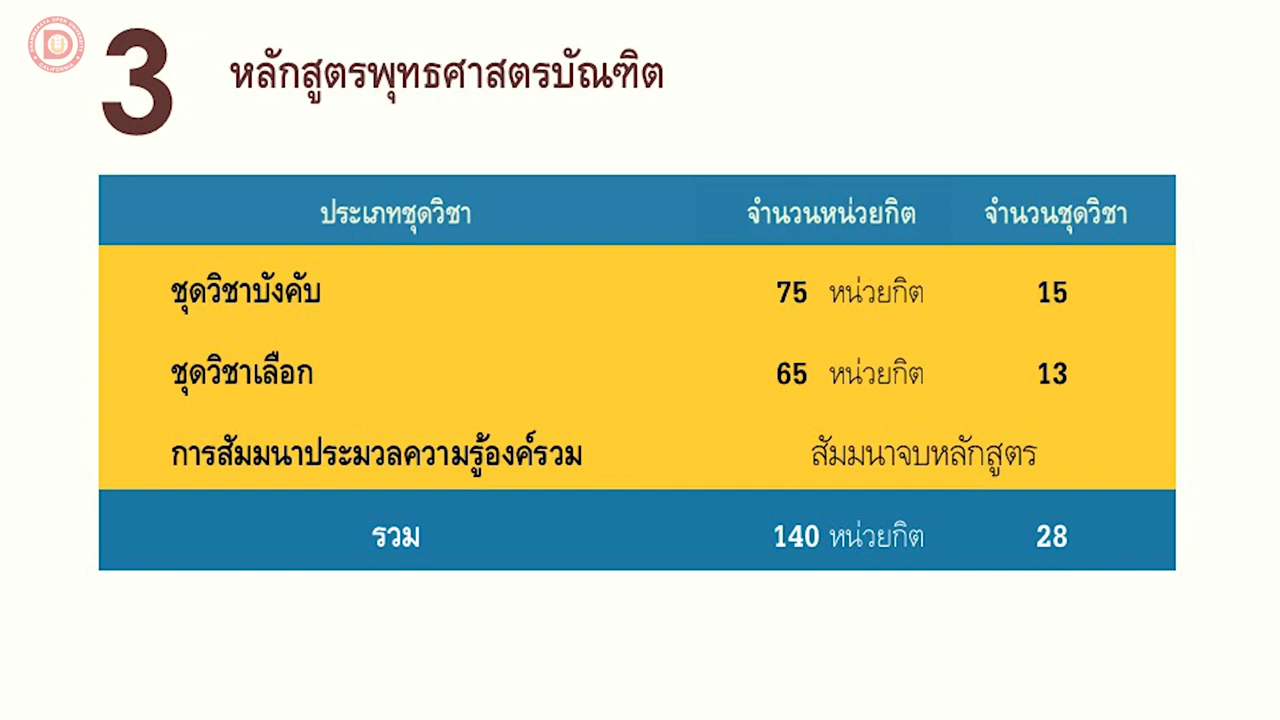 DHAMMAKAYA OPEN UNIVERSITY
CALIFORNIA
3
หลักสูตรพุทธศาสตรบัณฑิต
ประเภทชุดวิชา จำนวนหน่วยกิต จำนวนชุดวิชา
ชุดวิชาบังคับ 75 หน่วยกิต 15
ชุดวิชาเลือก 65 หน่วยกิต 13
การสัมมนาประมวลความรู้องค์รวม สัมมนาจบหลักสูตร
รวม 140 หน่วยกิต 28